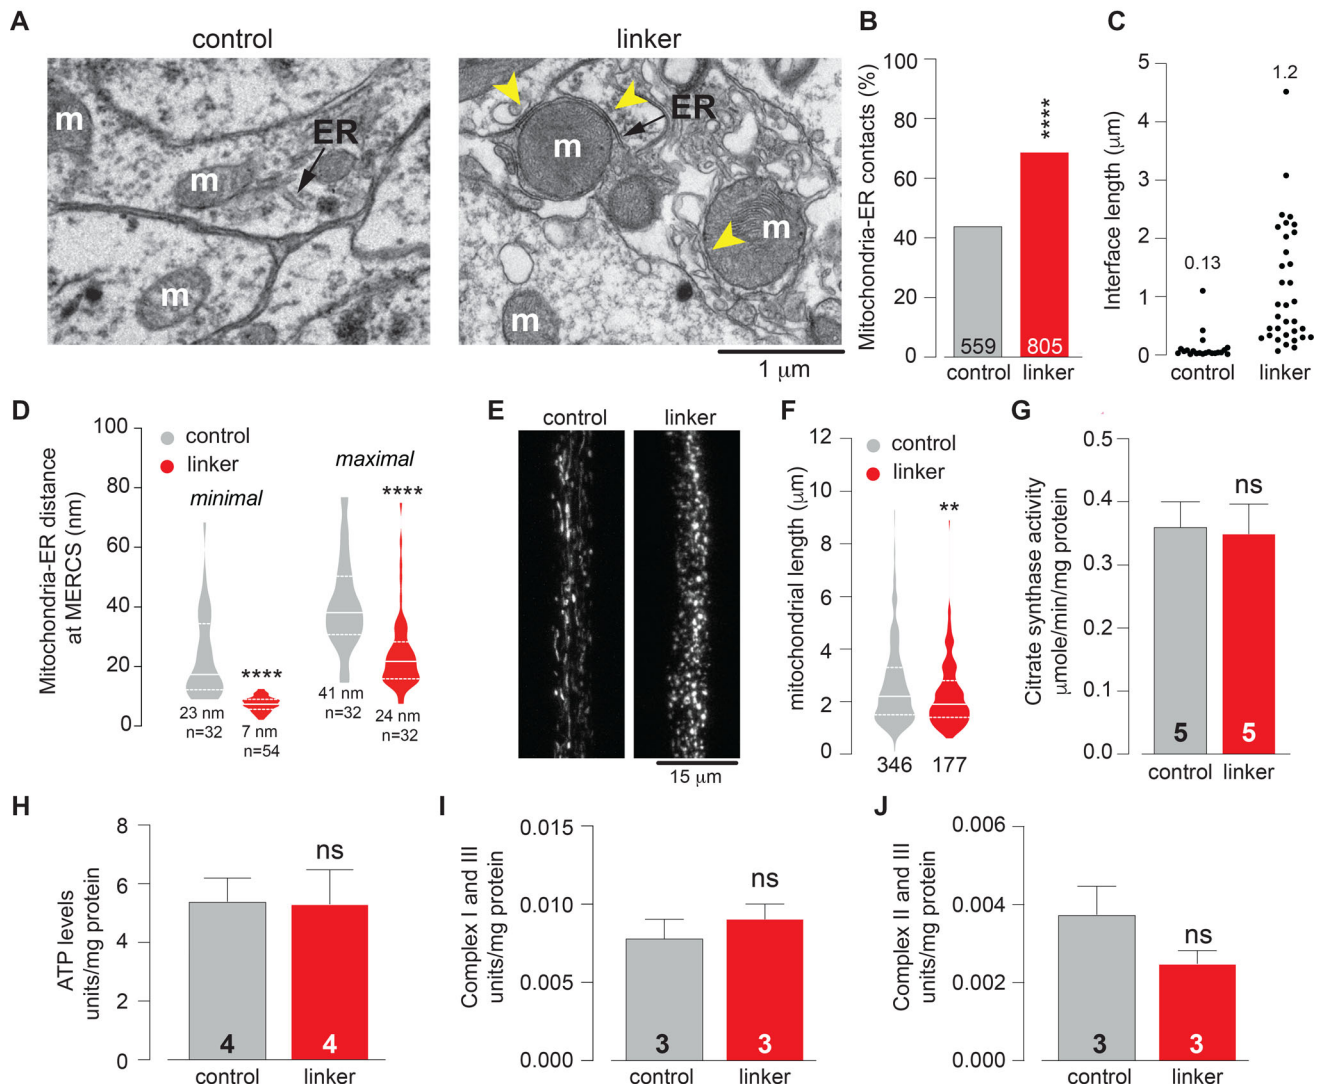 A
control
linker
m
ER
m
m
ER
m
m
m
1 μm
B
Mitochondria-ER contacts (%)
100
80
60
40
20
0
****
559
805
control
linker
C
Interface length (μm)
5
4
3
2
1
0
0.13
1.2
control
linker
D
Mitochondria-ER distance
at MERCS (nm)
100
80
60
40
20
0
control
linker
minimal
maximal
****
****
23 nm
n=32
7 nm
n=54
41 nm
n=32
24 nm
n=32
E
control
linker
15 μm
F
mitochondrial length (μm)
12
10
8
6
4
2
0
control
linker
**
346
177
G
Citrate synthase activity
μmole/min/mg protein
0.5
0.4
0.3
0.2
0.1
0.0
ns
5
5
control
linker
H
ATP levels
units/mg protein
8
6
4
2
0
ns
4
4
control
linker
I
Complex I and III
units/mg protein
0.015
0.010
0.005
0.000
ns
3
3
control
linker
J
Complex II and III
units/mg protein
0.006
0.004
0.002
0.000
ns
3
3
control
linker